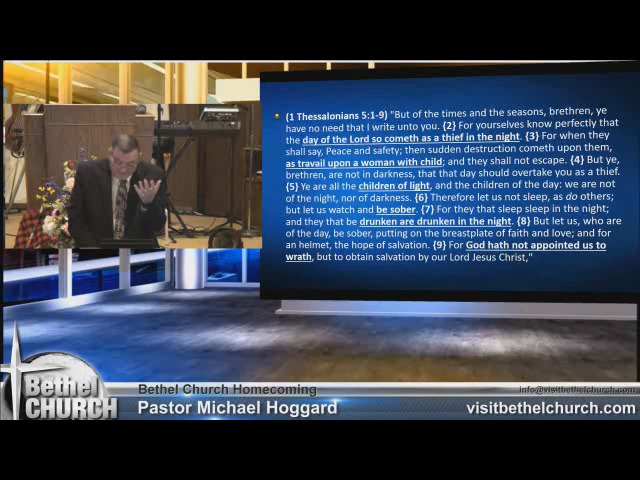 (1 Thessalonians 5:1-9) "But of the times and the seasons, brethren, ye
have no need that I write unto you. {2} For yourselves know perfectly that
the day of the Lord so cometh as a thief in the night. {3} For when they
shall say, Peace and safety; then sudden destruction cometh upon them,
as travail upon a woman with child; and they shall not escape. {4} But ye,
brethren, are not in darkness, that that day should overtake you as a thief.
{5} Ye are all the children of light, and the children of the day: we are not
of the night, nor of darkness. {6} Therefore let us not sleep, as do others;
but let us watch and be sober. {7} For they that sleep sleep in the night;
and they that be drunken are drunken in the night. {8} But let us, who are
of the day, be sober, putting on the breastplate of faith and love; and for
an helmet, the hope of salvation. {9} For God hath not appointed us to
wrath, but to obtain salvation by our Lord Jesus Christ,"
Bethel
CHURCH
Bethel Church Homecoming
Pastor Michael Hoggard
info@visitbethelchurch.com
visitbethelchurch.com